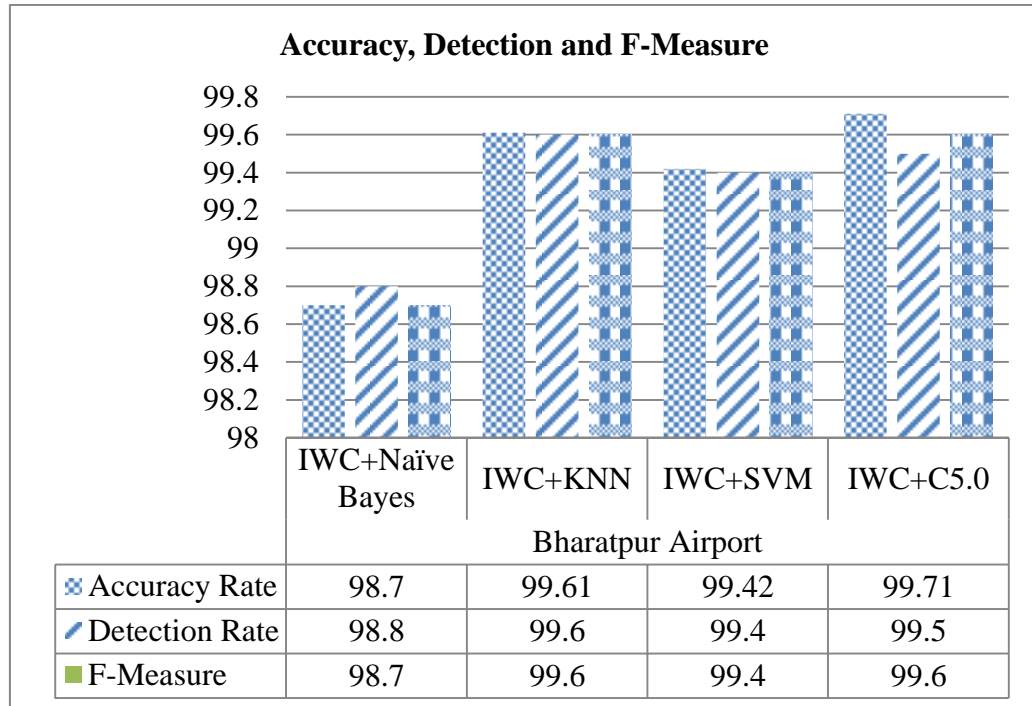 Accuracy, Detection and F-Measure
99.8
99.6
99.4
99.2
99
98.8
98.6
98.4
98.2
98
IWC+Naïve
Bayes
IWC+KNN
IWC+SVM
IWC+C5.0
Bharatpur Airport
Accuracy Rate 98.7 99.61 99.42 99.71
Detection Rate 98.8 99.6 99.4 99.5
F-Measure 98.7 99.6 99.4 99.6